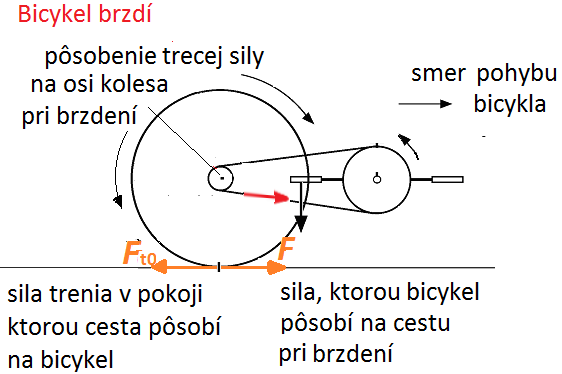 Bicykel brzdí
pôsobenie trecej sily
na osi kolesa
pri brzdení
smer pohybu
bicykla
Ft0
F
sila trenia v pokoji
ktorou cesta pôsobí
na bicykel
sila, ktorou bicykel
pôsobí na cestu
pri brzdení